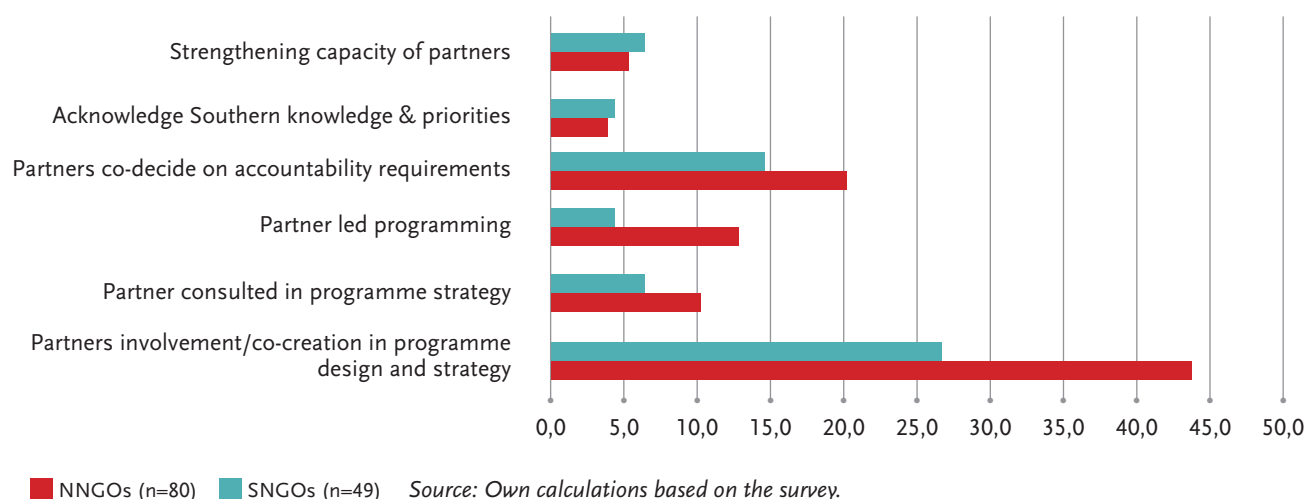 Strengthening capacity of partners
Acknowledge Southern knowledge & priorities
Partners co-decide on accountability requirements
Partner led programming
Partner consulted in programme strategy
Partners involvement/co-creation in programme
design and strategy
0,0 5,0 10,0 15,0 20,0 25,0 30,0 35,0 40,0 45,0 50,0
NNGOs (n=80) SNGOs (n=49) Source: Own calculations based on the survey.